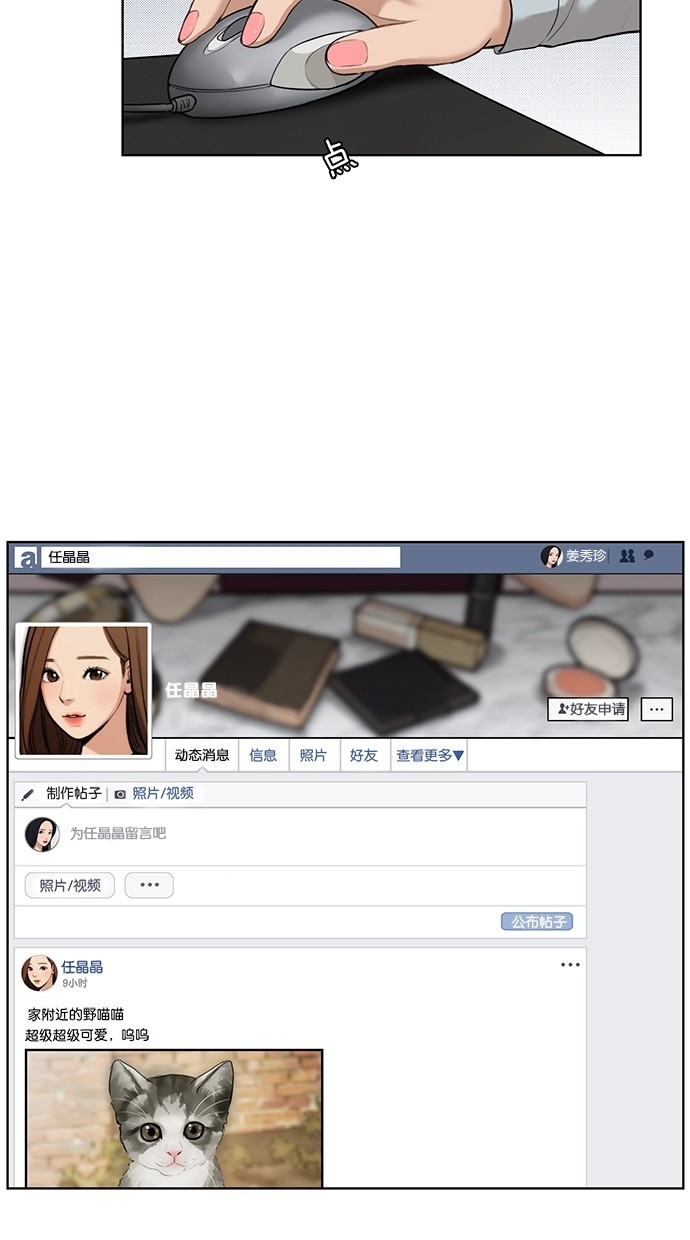 点
a 任晶晶 姜秀珍
任晶晶
好友申请 ...
动态消息 信息 照片 好友 查看更多▼
制作帖子 照片/视频
为任晶晶留言吧
照片/视频 ...
公布帖子
任晶晶 ...
9小时
家附近的野喵喵
超级超级可爱，呜呜